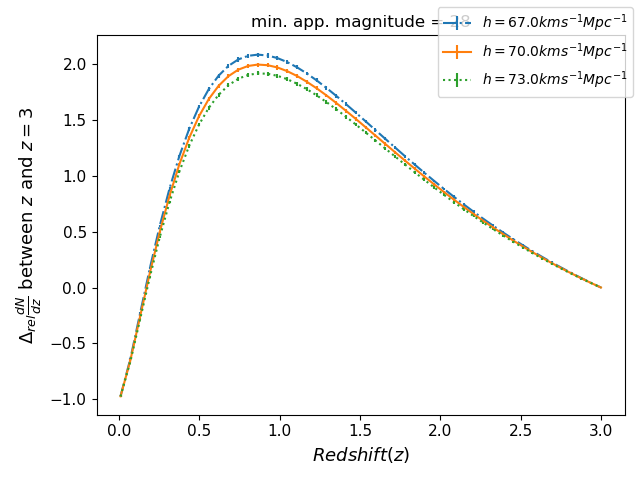 min. app. magnitude = 28
h = 67.0kms⁻¹Mpc⁻¹
h = 70.0kms⁻¹Mpc⁻¹
h = 73.0kms⁻¹Mpc⁻¹
Δ_rel dN/dz between z and z = 3
2.0
1.5
1.0
0.5
0.0
−0.5
−1.0
0.0 0.5 1.0 1.5 2.0 2.5 3.0
Redshift(z)